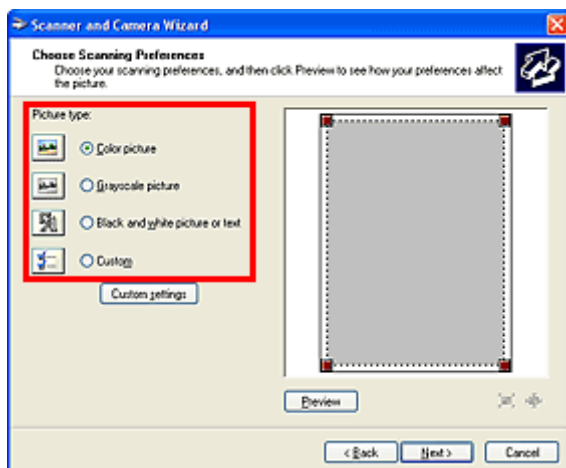 Scanner and Camera Wizard
Choose Scanning Preferences
Choose your scanning preferences, and then click Preview to see how your preferences affect
the picture.
Picture type:
Color picture
Grayscale picture
Black and white picture or text
Custom
Custom settings
Preview
< Back
Next >
Cancel